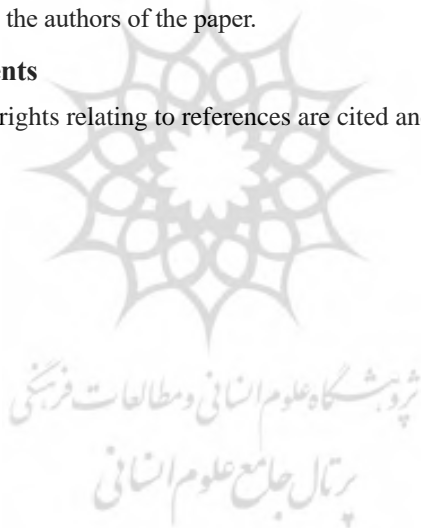 the authors of the paper.
ents
rights relating to references are cited an
پژوهشگاه علوم انسانی و مطالعات فرهنگی
پرتال جامع علوم انسانی